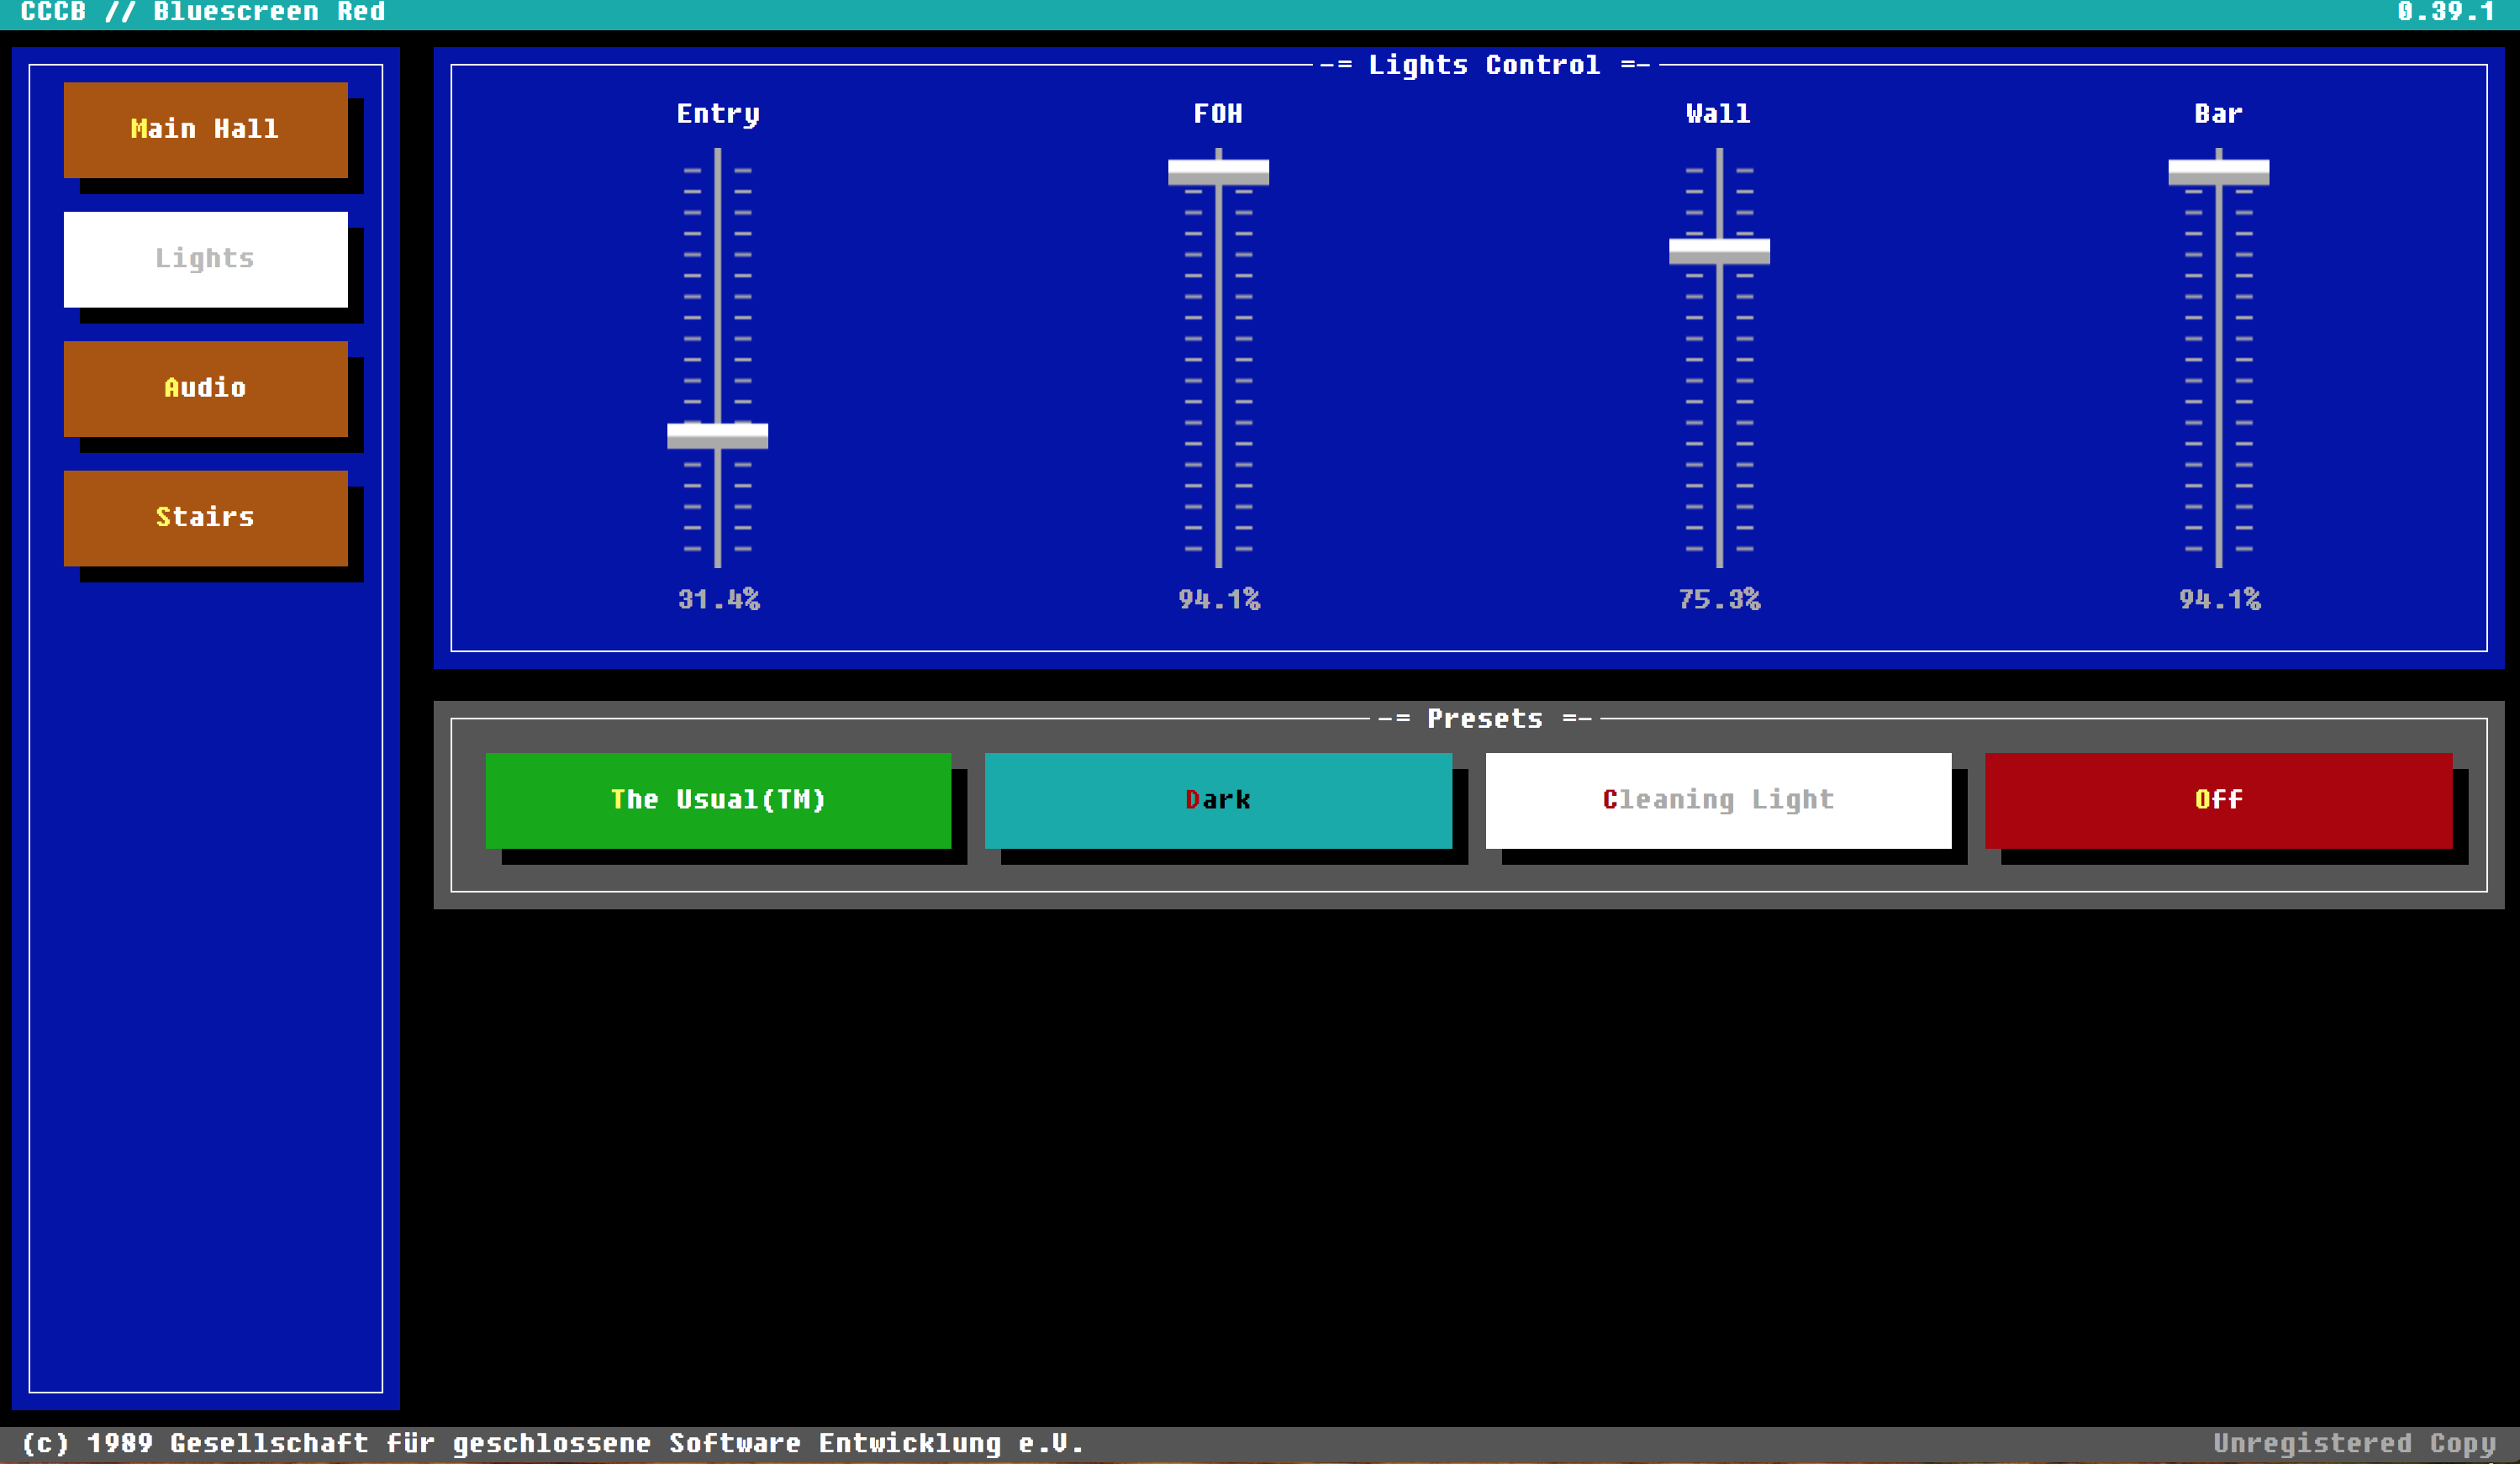 CCCB // Bluescreen Red
0.39.1
Main Hall
Lights
Audio
Stairs
-= Lights Control =-
Entry
FOH
Wall
Bar
31.4%
94.1%
75.3%
94.1%
-= Presets =-
The Usual(TM)
Dark
Cleaning Light
Off
(c) 1989 Gesellschaft für geschlossene Software Entwicklung e.V.
Unregistered Copy